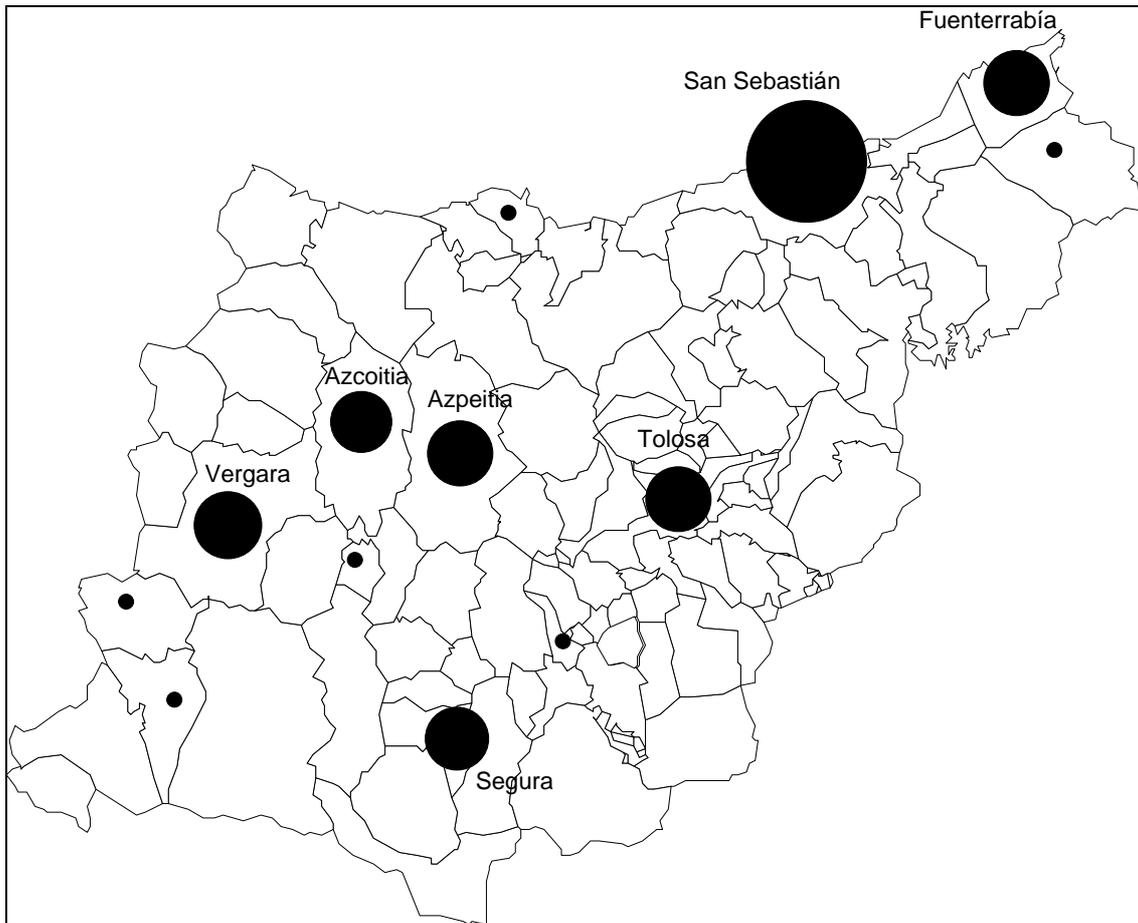 Fuenterrabía
San Sebastián
Azcoitia
Azpeitia
Tolosa
Vergara
Segura